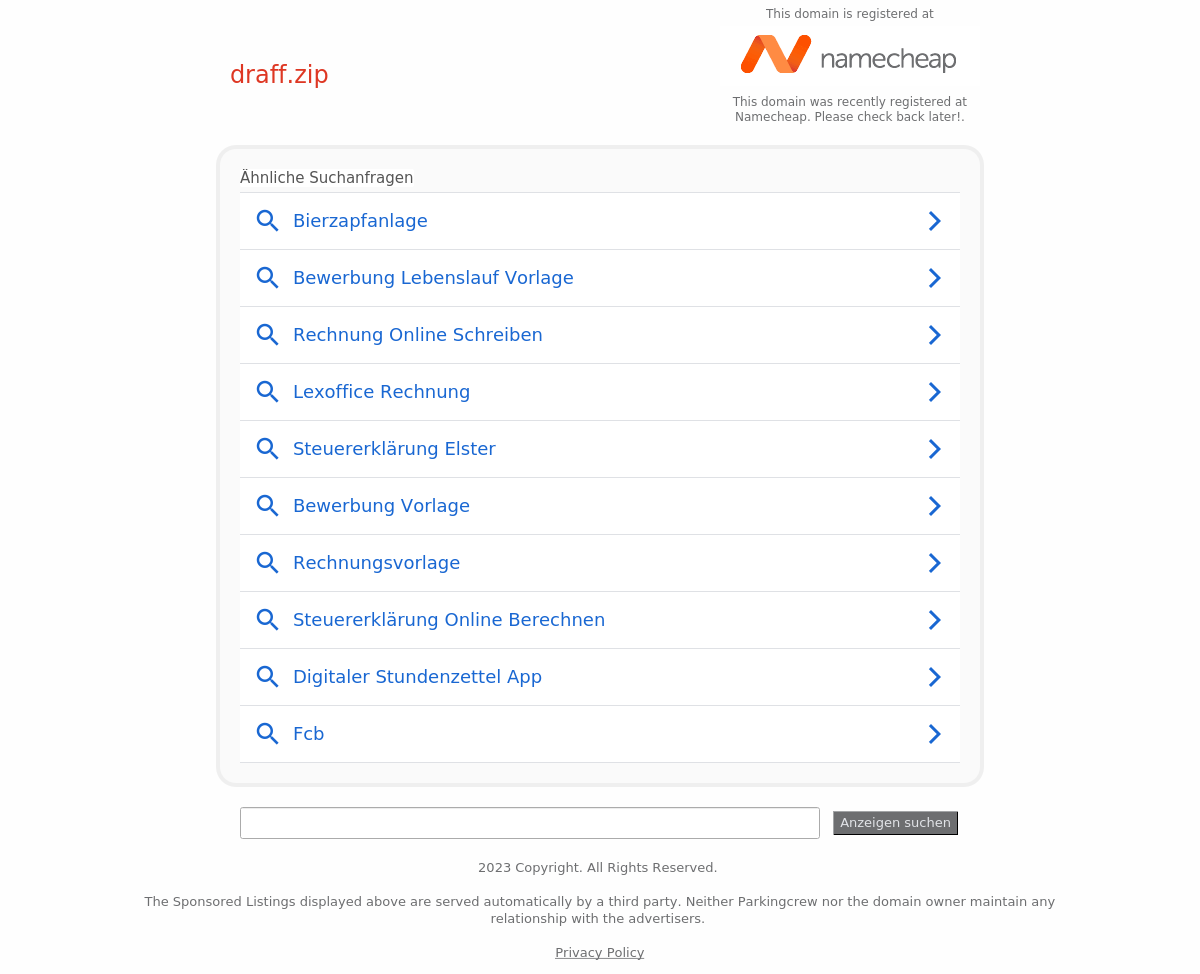 This domain is registered at
namecheap
draff.zip
This domain was recently registered at
Namecheap. Please check back later!.
Ähnliche Suchanfragen
Bierzapfanlage
Bewerbung Lebenslauf Vorlage
Rechnung Online Schreiben
Lexoffice Rechnung
Steuererklärung Elster
Bewerbung Vorlage
Rechnungsvorlage
Steuererklärung Online Berechnen
Digitaler Stundenzettel App
Fcb
Anzeigen suchen
2023 Copyright. All Rights Reserved.
The Sponsored Listings displayed above are served automatically by a third party. Neither Parkingcrew nor the domain owner maintain any
relationship with the advertisers.
Privacy Policy